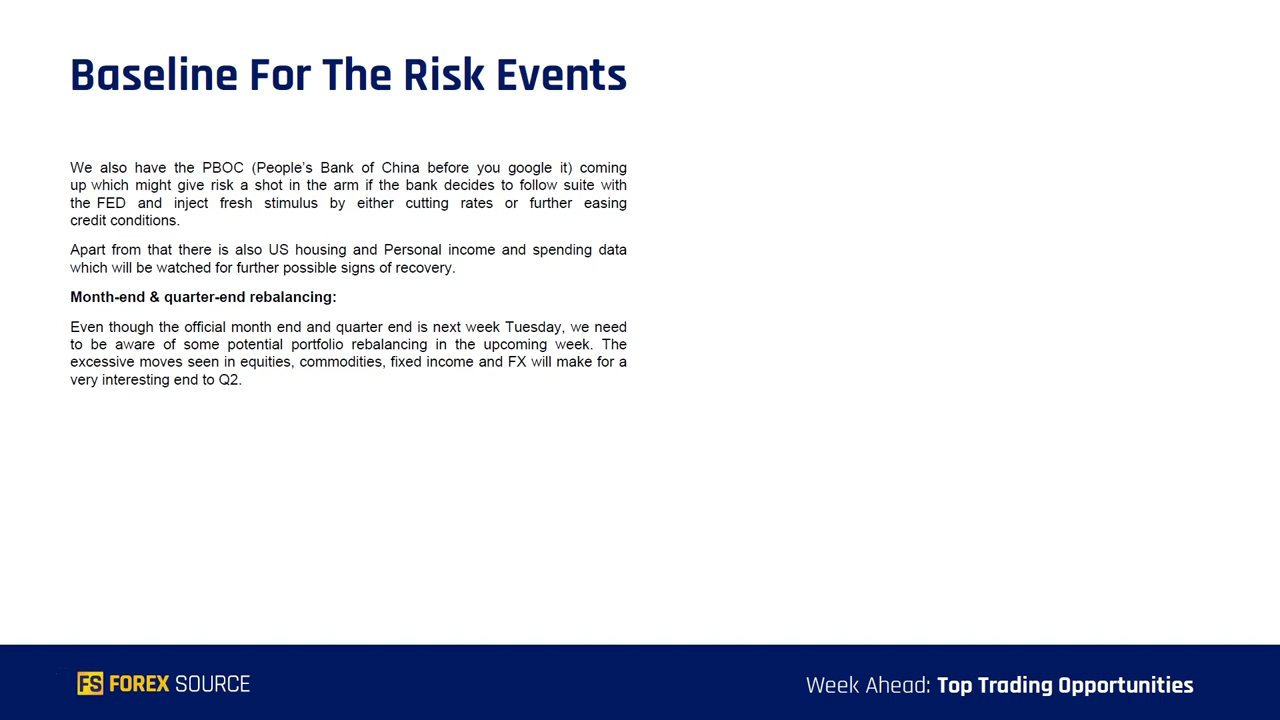 Baseline For The Risk Events
We also have the PBOC (People's Bank of China before you google it) coming
up which might give risk a shot in the arm if the bank decides to follow suite with
the FED and inject fresh stimulus by either cutting rates or further easing
credit conditions.
Apart from that there is also US housing and Personal income and spending data
which will be watched for further possible signs of recovery.
Month-end & quarter-end rebalancing:
Even though the official month end and quarter end is next week Tuesday, we need
to be aware of some potential portfolio rebalancing in the upcoming week. The
excessive moves seen in equities, commodities, fixed income and FX will make for a
very interesting end to Q2.
FS FOREX SOURCE
Week Ahead: Top Trading Opportunities